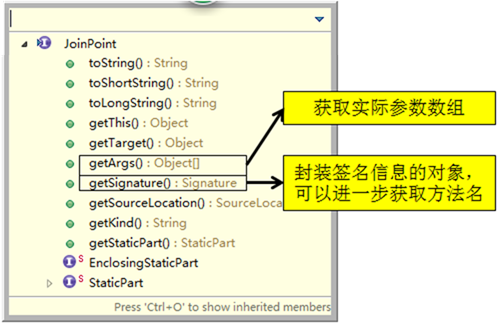 JoinPoint
toString() : String
toShortString() : String
toLongString() : String
getThis() : Object
getTarget() : Object
getArgs() : Object[]
获取实际参数数组
getSignature() : Signature
封装签名信息的对象，
可以进一步获取方法名
getSourceLocation() : SourceLoca
getKind() : String
getStaticPart() : StaticPart
S EnclosingStaticPart
S StaticPart
Press 'Ctrl+O' to show inherited members